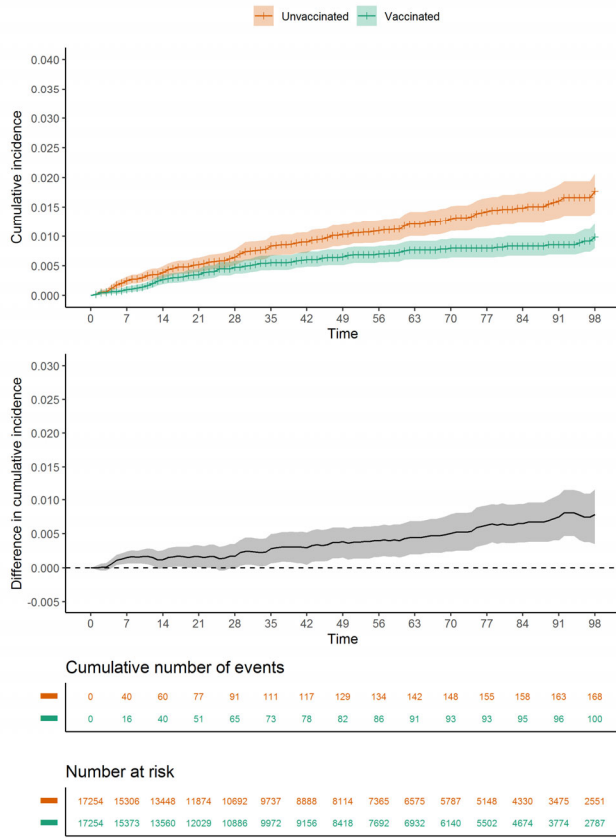 Unvaccinated Vaccinated
0.040
0.035
0.030
0.025
0.020
0.015
0.010
0.005
0.000
Cumulative incidence
0 7 14 21 28 35 42 49 56 63 70 77 84 91 98
Time
0.030
0.025
0.020
0.015
0.010
0.005
0.000
-0.005
Difference in cumulative incidence
0 7 14 21 28 35 42 49 56 63 70 77 84 91 98
Time
Cumulative number of events
0 40 60 77 91 111 117 129 134 142 148 155 158 163 168
0 16 40 51 65 73 78 82 86 91 93 93 95 96 100
Number at risk
17254 15306 13448 11874 10692 9737 8888 8114 7365 6575 5787 5148 4330 3475 2551
17254 15373 13560 12029 10886 9972 9156 8418 7692 6932 6140 5502 4674 3774 2787